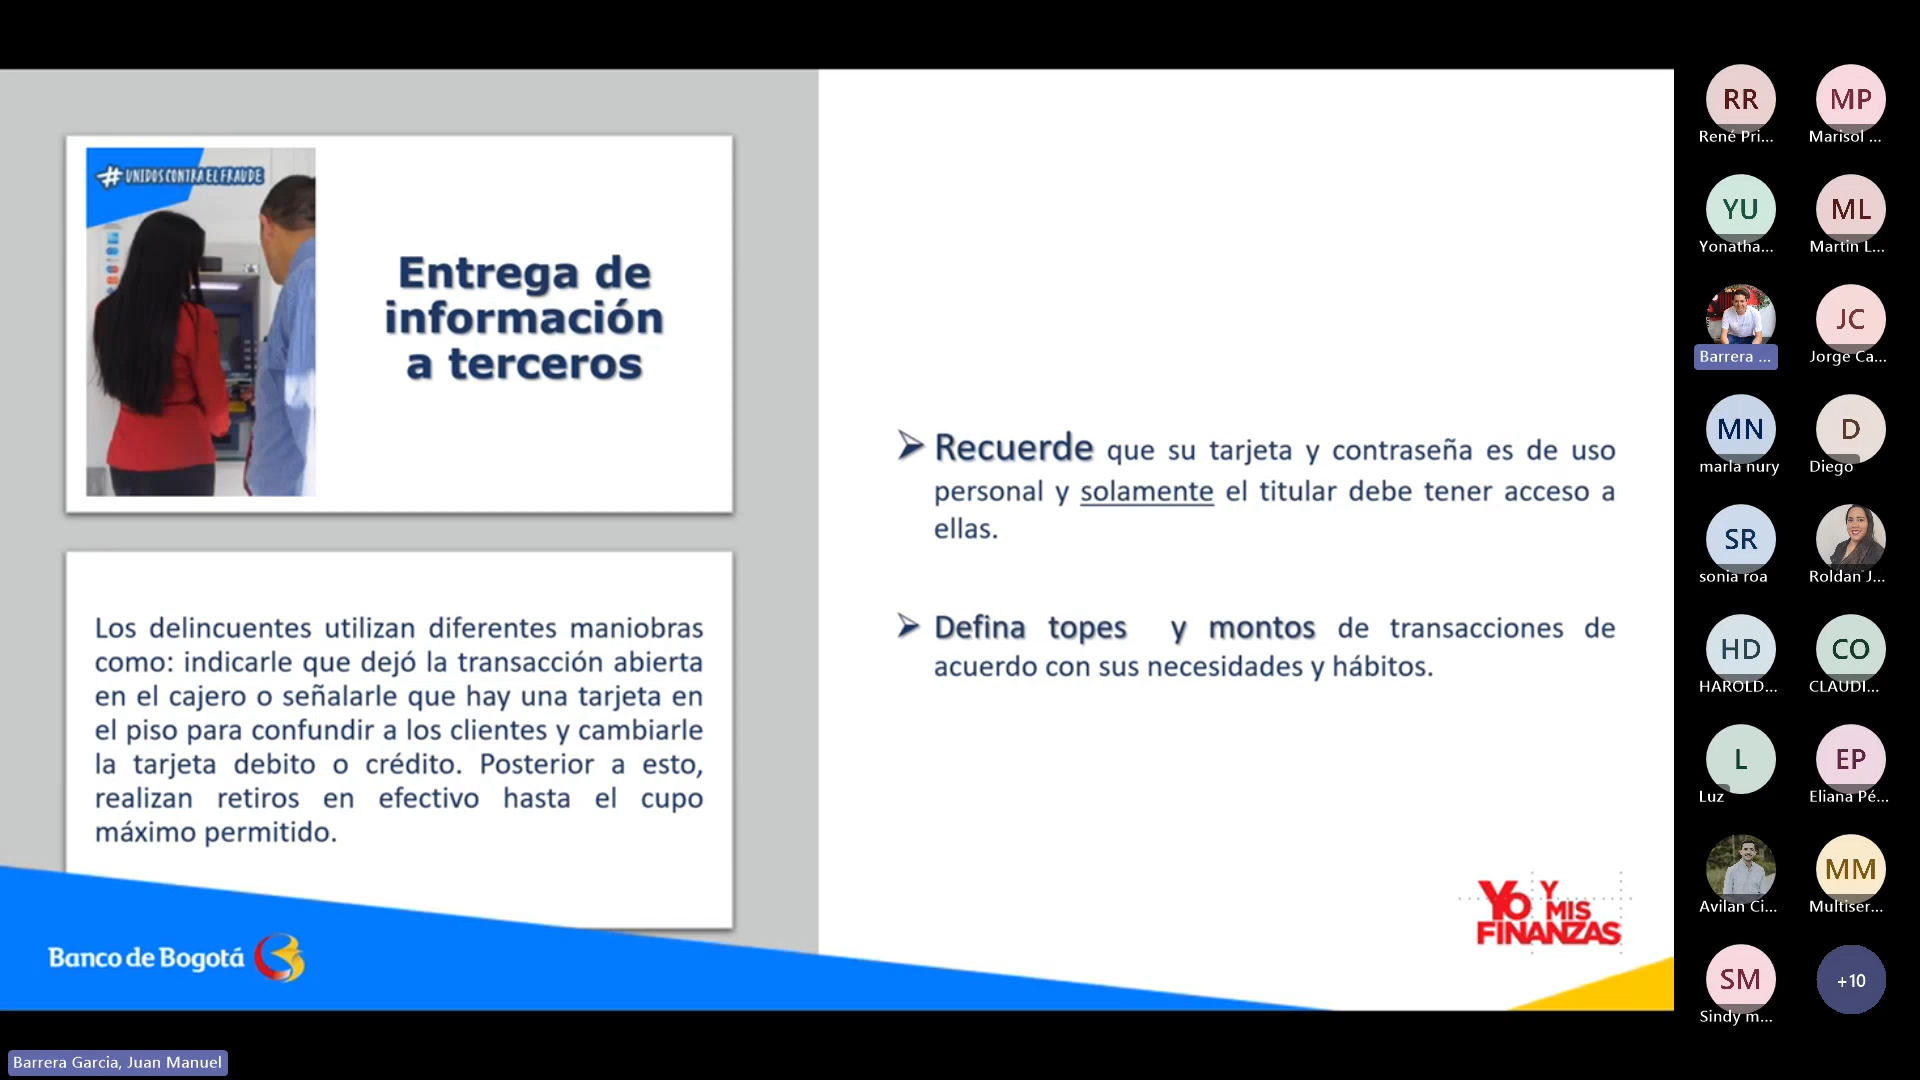 #UNIDOSCONTRAELFRAUDE
Entrega de
información
a terceros
Los delincuentes utilizan diferentes maniobras
como: indicarle que dejó la transacción abierta
en el cajero o señalarle que hay una tarjeta en
el piso para confundir a los clientes y cambiarle
la tarjeta debito o crédito. Posterior a esto,
realizan retiros en efectivo hasta el cupo
máximo permitido.
Banco de Bogotá
➢ Recuerde que su tarjeta y contraseña es de uso
personal y solamente el titular debe tener acceso a
ellas.
➢ Defina topes y montos de transacciones de
acuerdo con sus necesidades y hábitos.
YO Y
MIS
FINANZAS
RR
René Pri...
MP
Marisol ...
YU
Yonatha...
ML
Martin L...
Barrera ...
JC
Jorge Ca...
MN
marla nury
D
Diego
SR
sonia roa
Roldan J...
HD
HAROLD...
CO
CLAUDI...
L
Luz
EP
Eliana Pé...
Avilan Ci...
MM
Multiser...
SM
Sindy m...
+10
Barrera Garcia, Juan Manuel